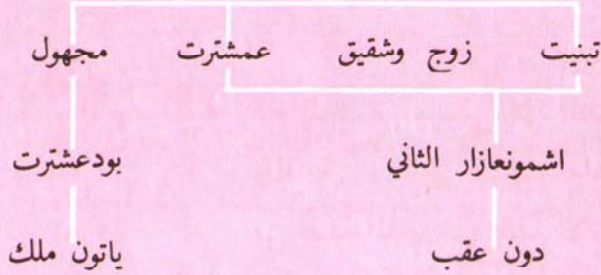 تبنيت زوج وشقيق عمشترت مجهول
اشمونعازار الثاني بودعشترت
دون عقب ياتون ملك